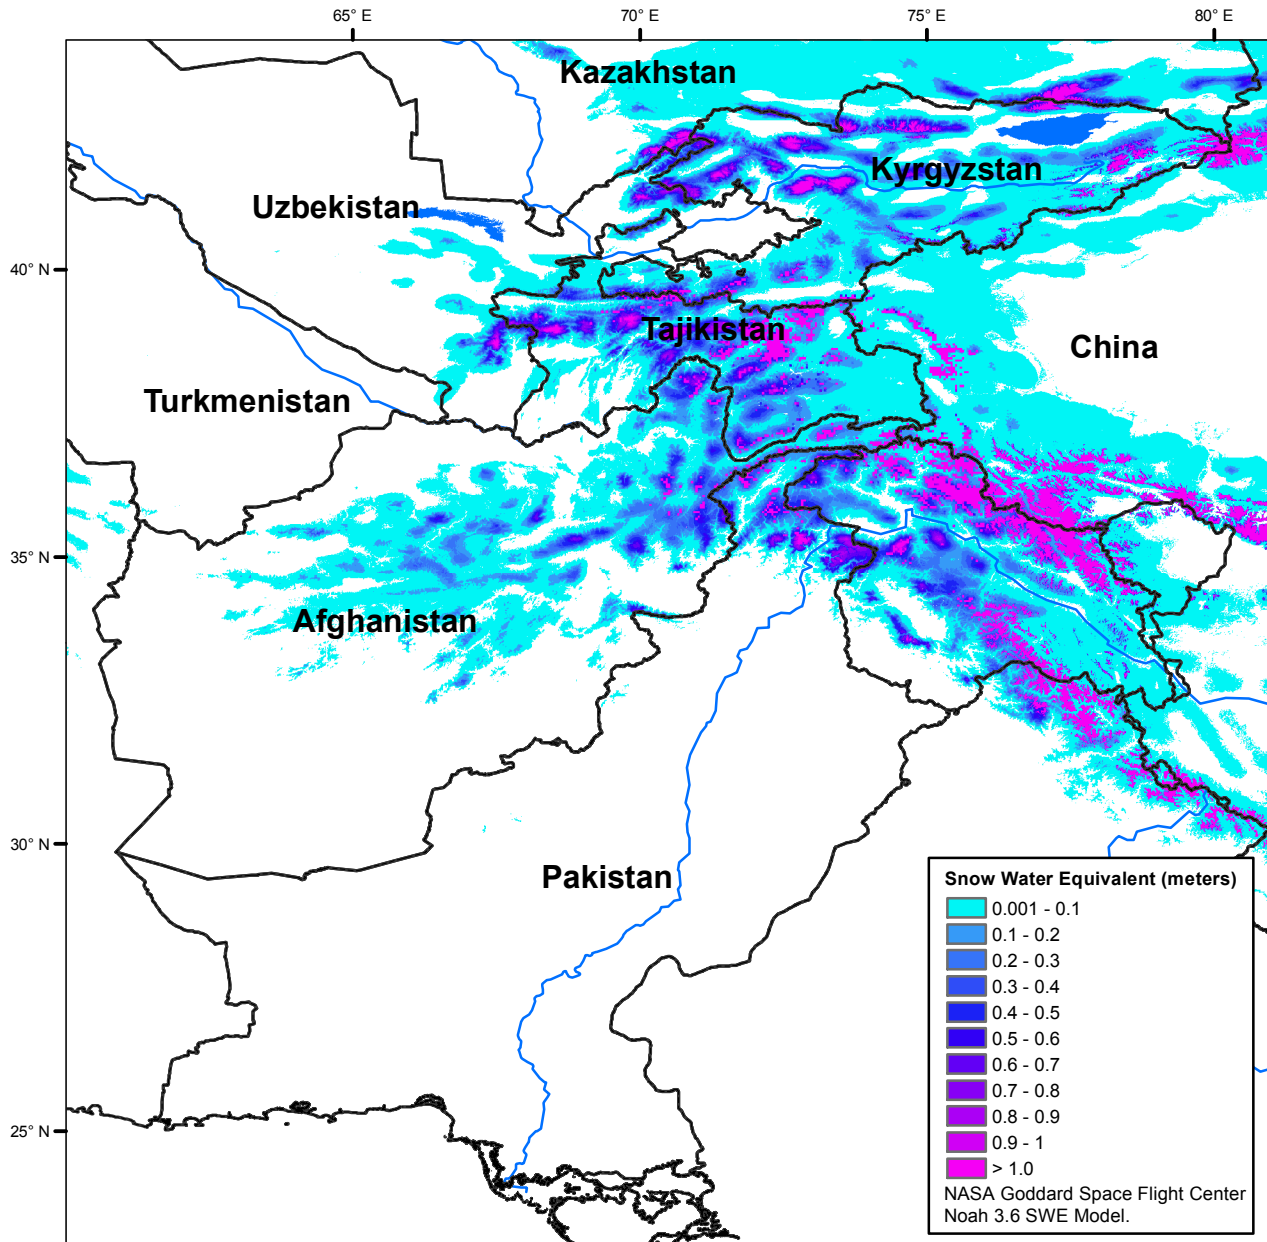 65° E
70° E
75° E
80° E
Kazakhstan
Kyrgyzstan
Uzbekistan
40° N
Tajikistan
China
Turkmenistan
35° N
Afghanistan
30° N
Pakistan
25° N
Snow Water Equivalent (meters)
0.001 - 0.1
0.1 - 0.2
0.2 - 0.3
0.3 - 0.4
0.4 - 0.5
0.5 - 0.6
0.6 - 0.7
0.7 - 0.8
0.8 - 0.9
0.9 - 1
> 1.0
NASA Goddard Space Flight Center
Noah 3.6 SWE Model.